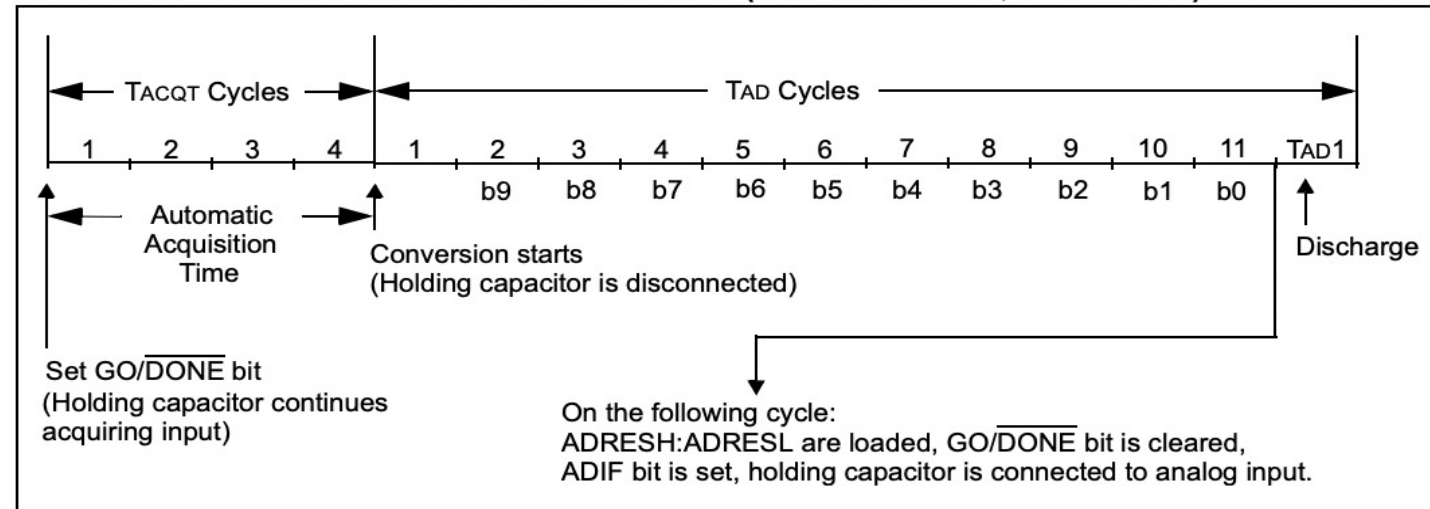 TACQT Cycles
TAD Cycles
1 2 3 4 1 2 3 4 5 6 7 8 9 10 11 TAD1
b9 b8 b7 b6 b5 b4 b3 b2 b1 b0
Automatic
Acquisition
Time
Conversion starts
(Holding capacitor is disconnected)
Discharge
Set GO/DONE bit
(Holding capacitor continues
acquiring input)
On the following cycle:
ADRESH:ADRESL are loaded, GO/DONE bit is cleared,
ADIF bit is set, holding capacitor is connected to analog input.